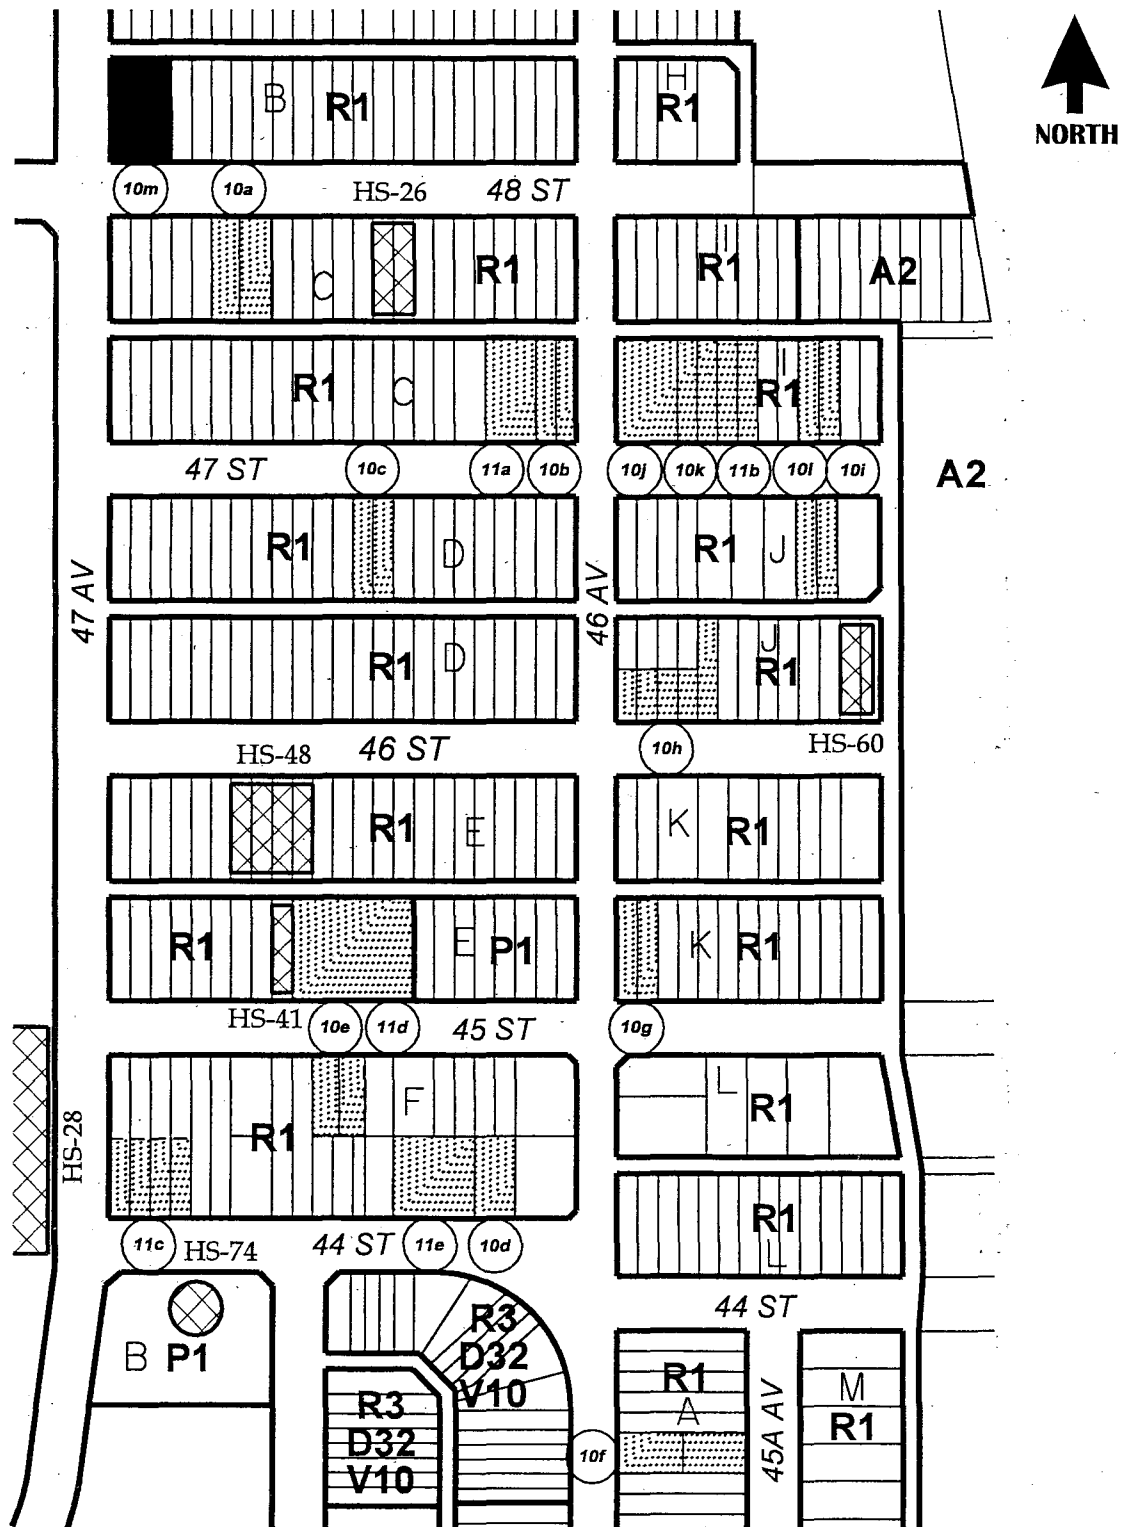 H
B
R1
R1
NORTH
10m
10a
HS-26
48 ST
I
C
R1
R1
A2
I
R1
C
R1
47 ST
10c
11a
10b
10j
10k
11b
10l
10i
A2
R1
D
R1
J
47 AV
46 AV
R1
D
J
R1
HS-48
46 ST
10h
HS-60
R1
E
K
R1
R1
E
P1
K
R1
HS-41
10e
11d
45 ST
10g
HS-28
R1
F
L
R1
R1
L
11c
HS-74
44 ST
11e
10d
44 ST
B
P1
R3
D32
V10
R3
D32
V10
R1
A
45A AV
M
R1
10f